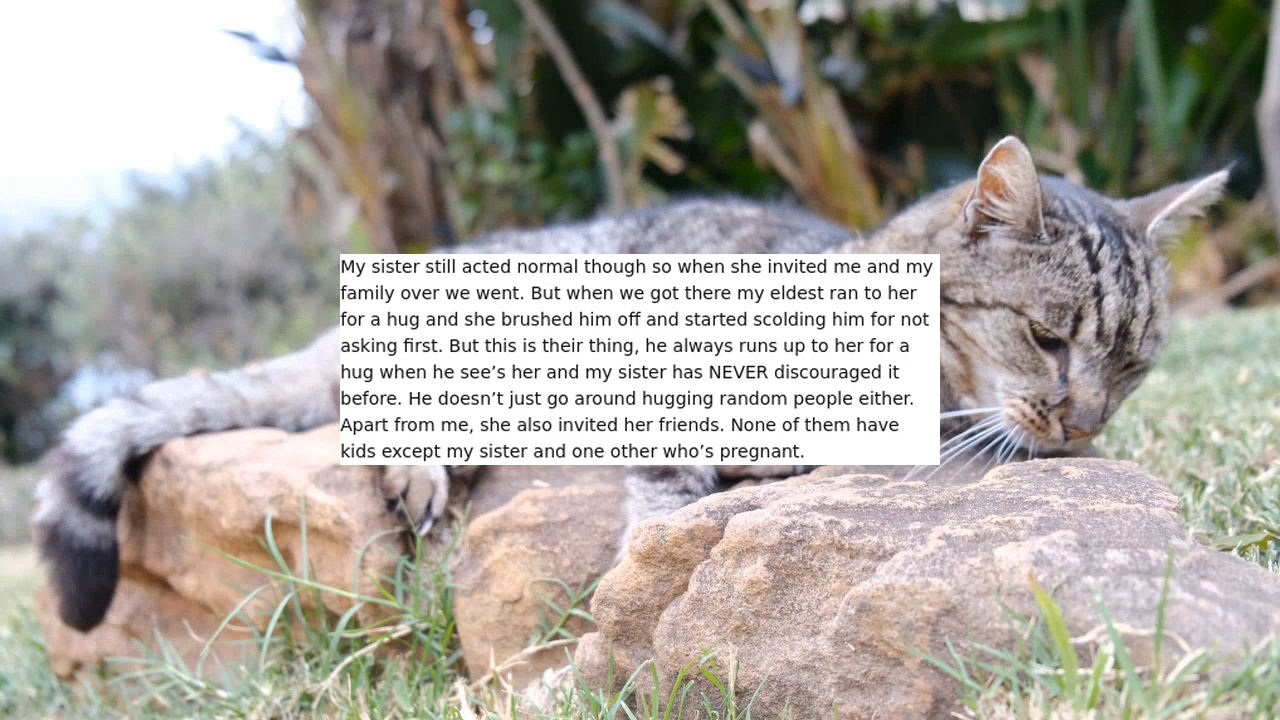 My sister still acted normal though so when she invited me and my
family over we went. But when we got there my eldest ran to her
for a hug and she brushed him off and started scolding him for not
asking first. But this is their thing, he always runs up to her for a
hug when he see’s her and my sister has NEVER discouraged it
before. He doesn’t just go around hugging random people either.
Apart from me, she also invited her friends. None of them have
kids except my sister and one other who’s pregnant.